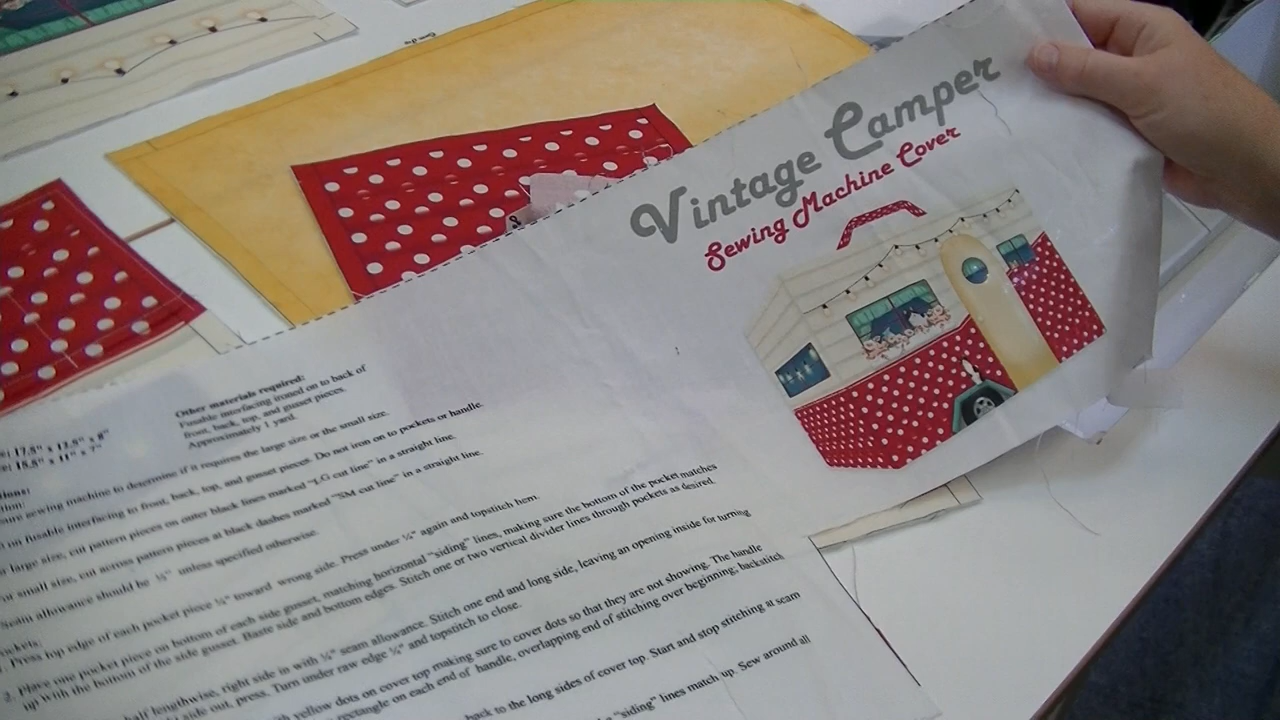 Vintage Camper
Sewing Machine Cover
Other materials required:
Fusable interfacing ironed on to back of
front, back, top, and gusset pieces.
Approximately 1 yard.
17.5" x 12.5" x 8"
15.5" x 11" x 7"
sewing machine to determine if it requires the large size or the small size.
on fusable interfacing to front, back, top, and gusset pieces. Do not iron on to pockets or handle.
large size, cut pattern pieces on outer black lines marked "LG cut line" in a straight line.
or small size, cut across pattern pieces at black dashes marked "SM cut line" in a straight line.
Seam allowance should be ½" unless specified otherwise.
Press top edge of each pocket piece ¼" toward wrong side. Press under ¼" again and topstitch hem.
2. Place one pocket piece on bottom of each side gusset, matching horizontal "siding" lines, making sure the bottom of the pocket matches
up with the bottom of the side gusset. Baste side and bottom edges. Stitch one or two vertical divider lines through pockets as desired.
half lengthwise, right side in with ¼" seam allowance. Stitch one end and long side, leaving an opening inside for turning
side out, press. Turn under raw edge ¼" and topstitch to close.
yellow dots on cover top making sure to cover dots so that they are not showing. The handle
rectangle on each end of handle, overlapping end of stitching over beginning; backstitch
back to the long sides of cover top. Start and stop stitching at seam
"siding" lines match up. Sew around all